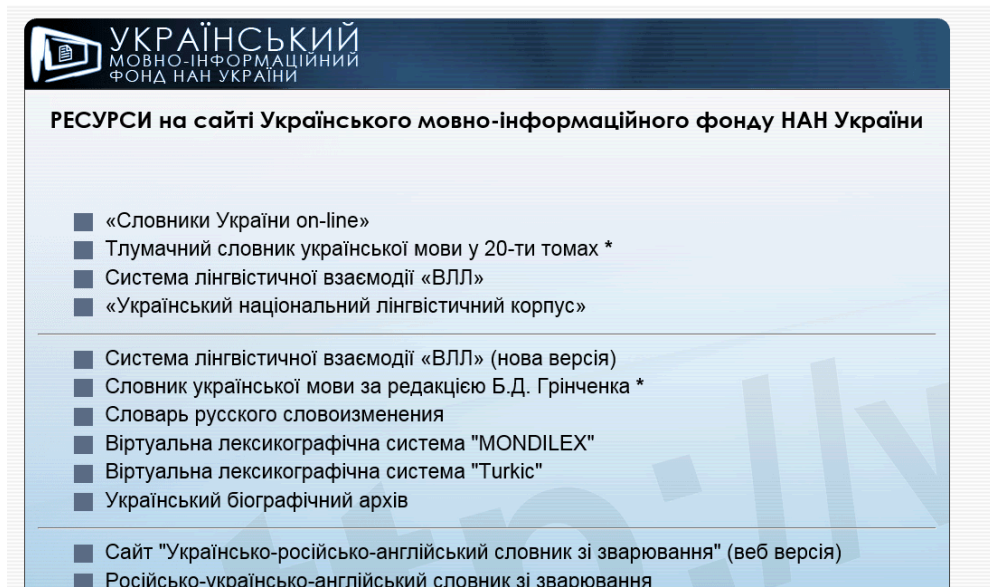 УКРАЇНСЬКИЙ
МОВНО-ІНФОРМАЦІЙНИЙ
ФОНД НАН УКРАЇНИ
РЕСУРСИ на сайті Українського мовно-інформаційного фонду НАН України
«Словники України on-line»
Тлумачний словник української мови у 20-ти томах *
Система лінгвістичної взаємодії «ВЛЛ»
«Український національний лінгвістичний корпус»
Система лінгвістичної взаємодії «ВЛЛ» (нова версія)
Словник української мови за редакцією Б.Д. Грінченка *
Словарь русского словоизменения
Віртуальна лексикографічна система "MONDILEX"
Віртуальна лексикографічна система "Turkic"
Український біографічний архів
Сайт "Українсько-російсько-англійський словник зі зварювання" (веб версія)
Російсько-українсько-англійський словник зі зварювання